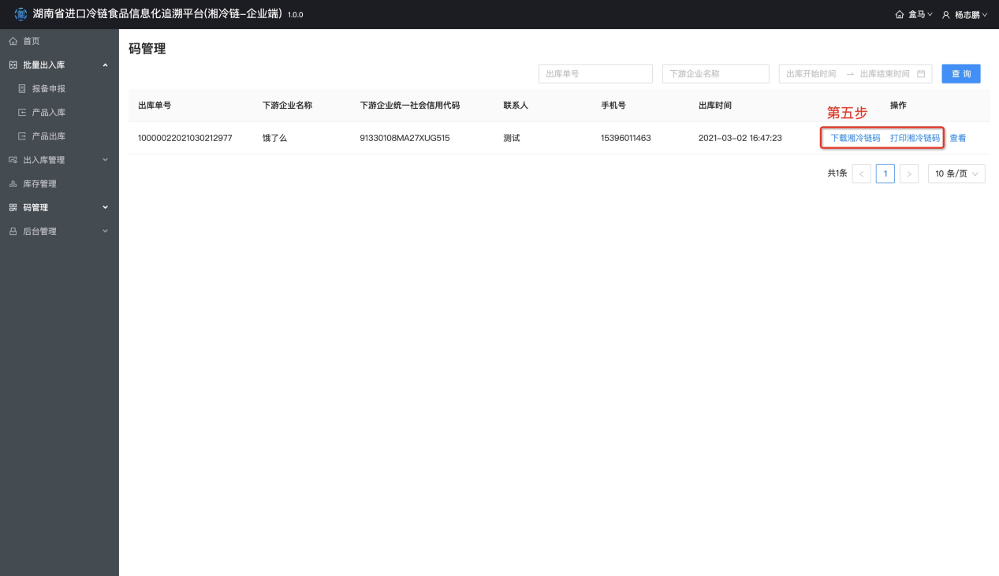 湖南省进口冷链食品信息化追溯平台(湘冷链-企业端) 1.0.0
盒马 杨志鹏
首页
批量出入库
报备申报
产品入库
产品出库
出入库管理
库存管理
码管理
后台管理
码管理
出库单号 下游企业名称 出库开始时间 → 出库结束时间 查 询
出库单号 下游企业名称 下游企业统一社会信用代码 联系人 手机号 出库时间 操作
第五步
10000022021030212977 饿了么 91330108MA27XUG515 测试 15396011463 2021-03-02 16:47:23 下载湘冷链码 打印湘冷链码 查看
共1条 < 1 > 10 条/页